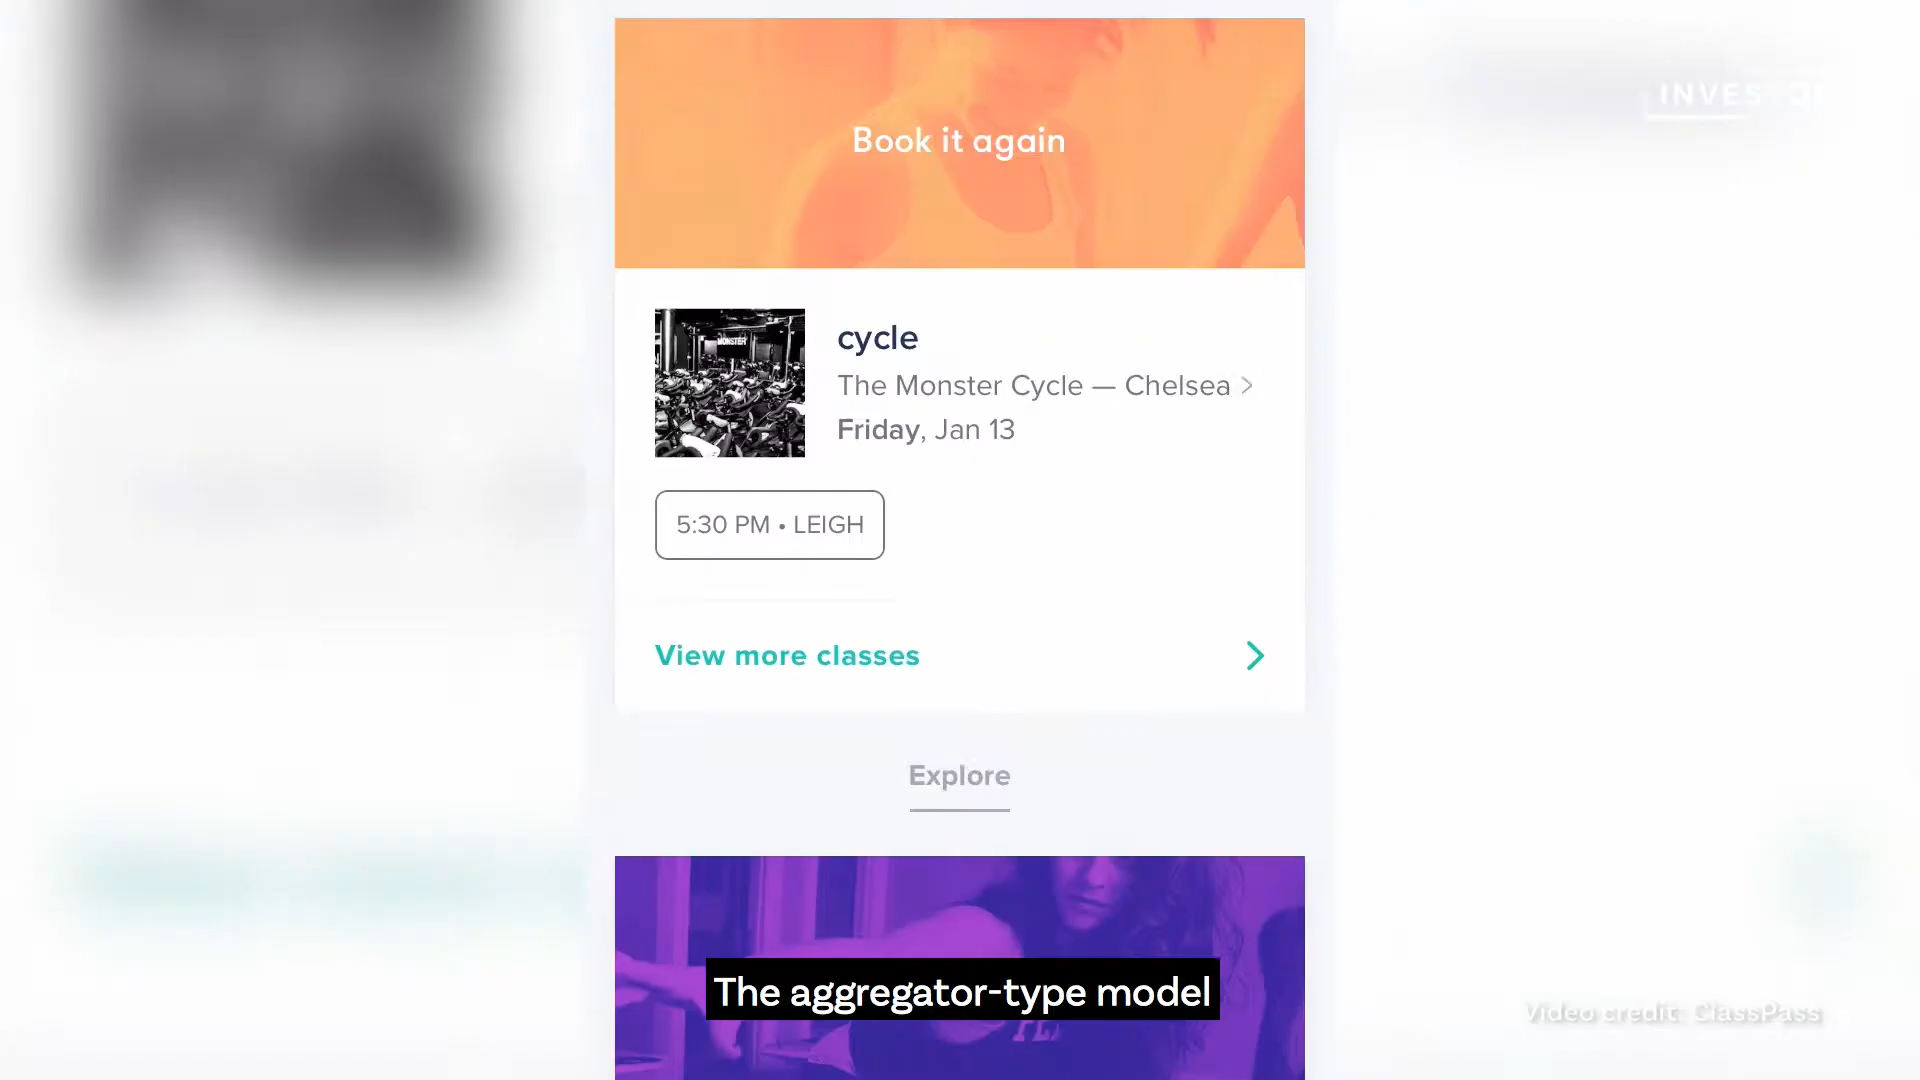 Book it again
MONSTER
cycle
The Monster Cycle — Chelsea >
Friday, Jan 13
5:30 PM • LEIGH
View more classes
Explore
The aggregator-type model
Video credit: ClassPass